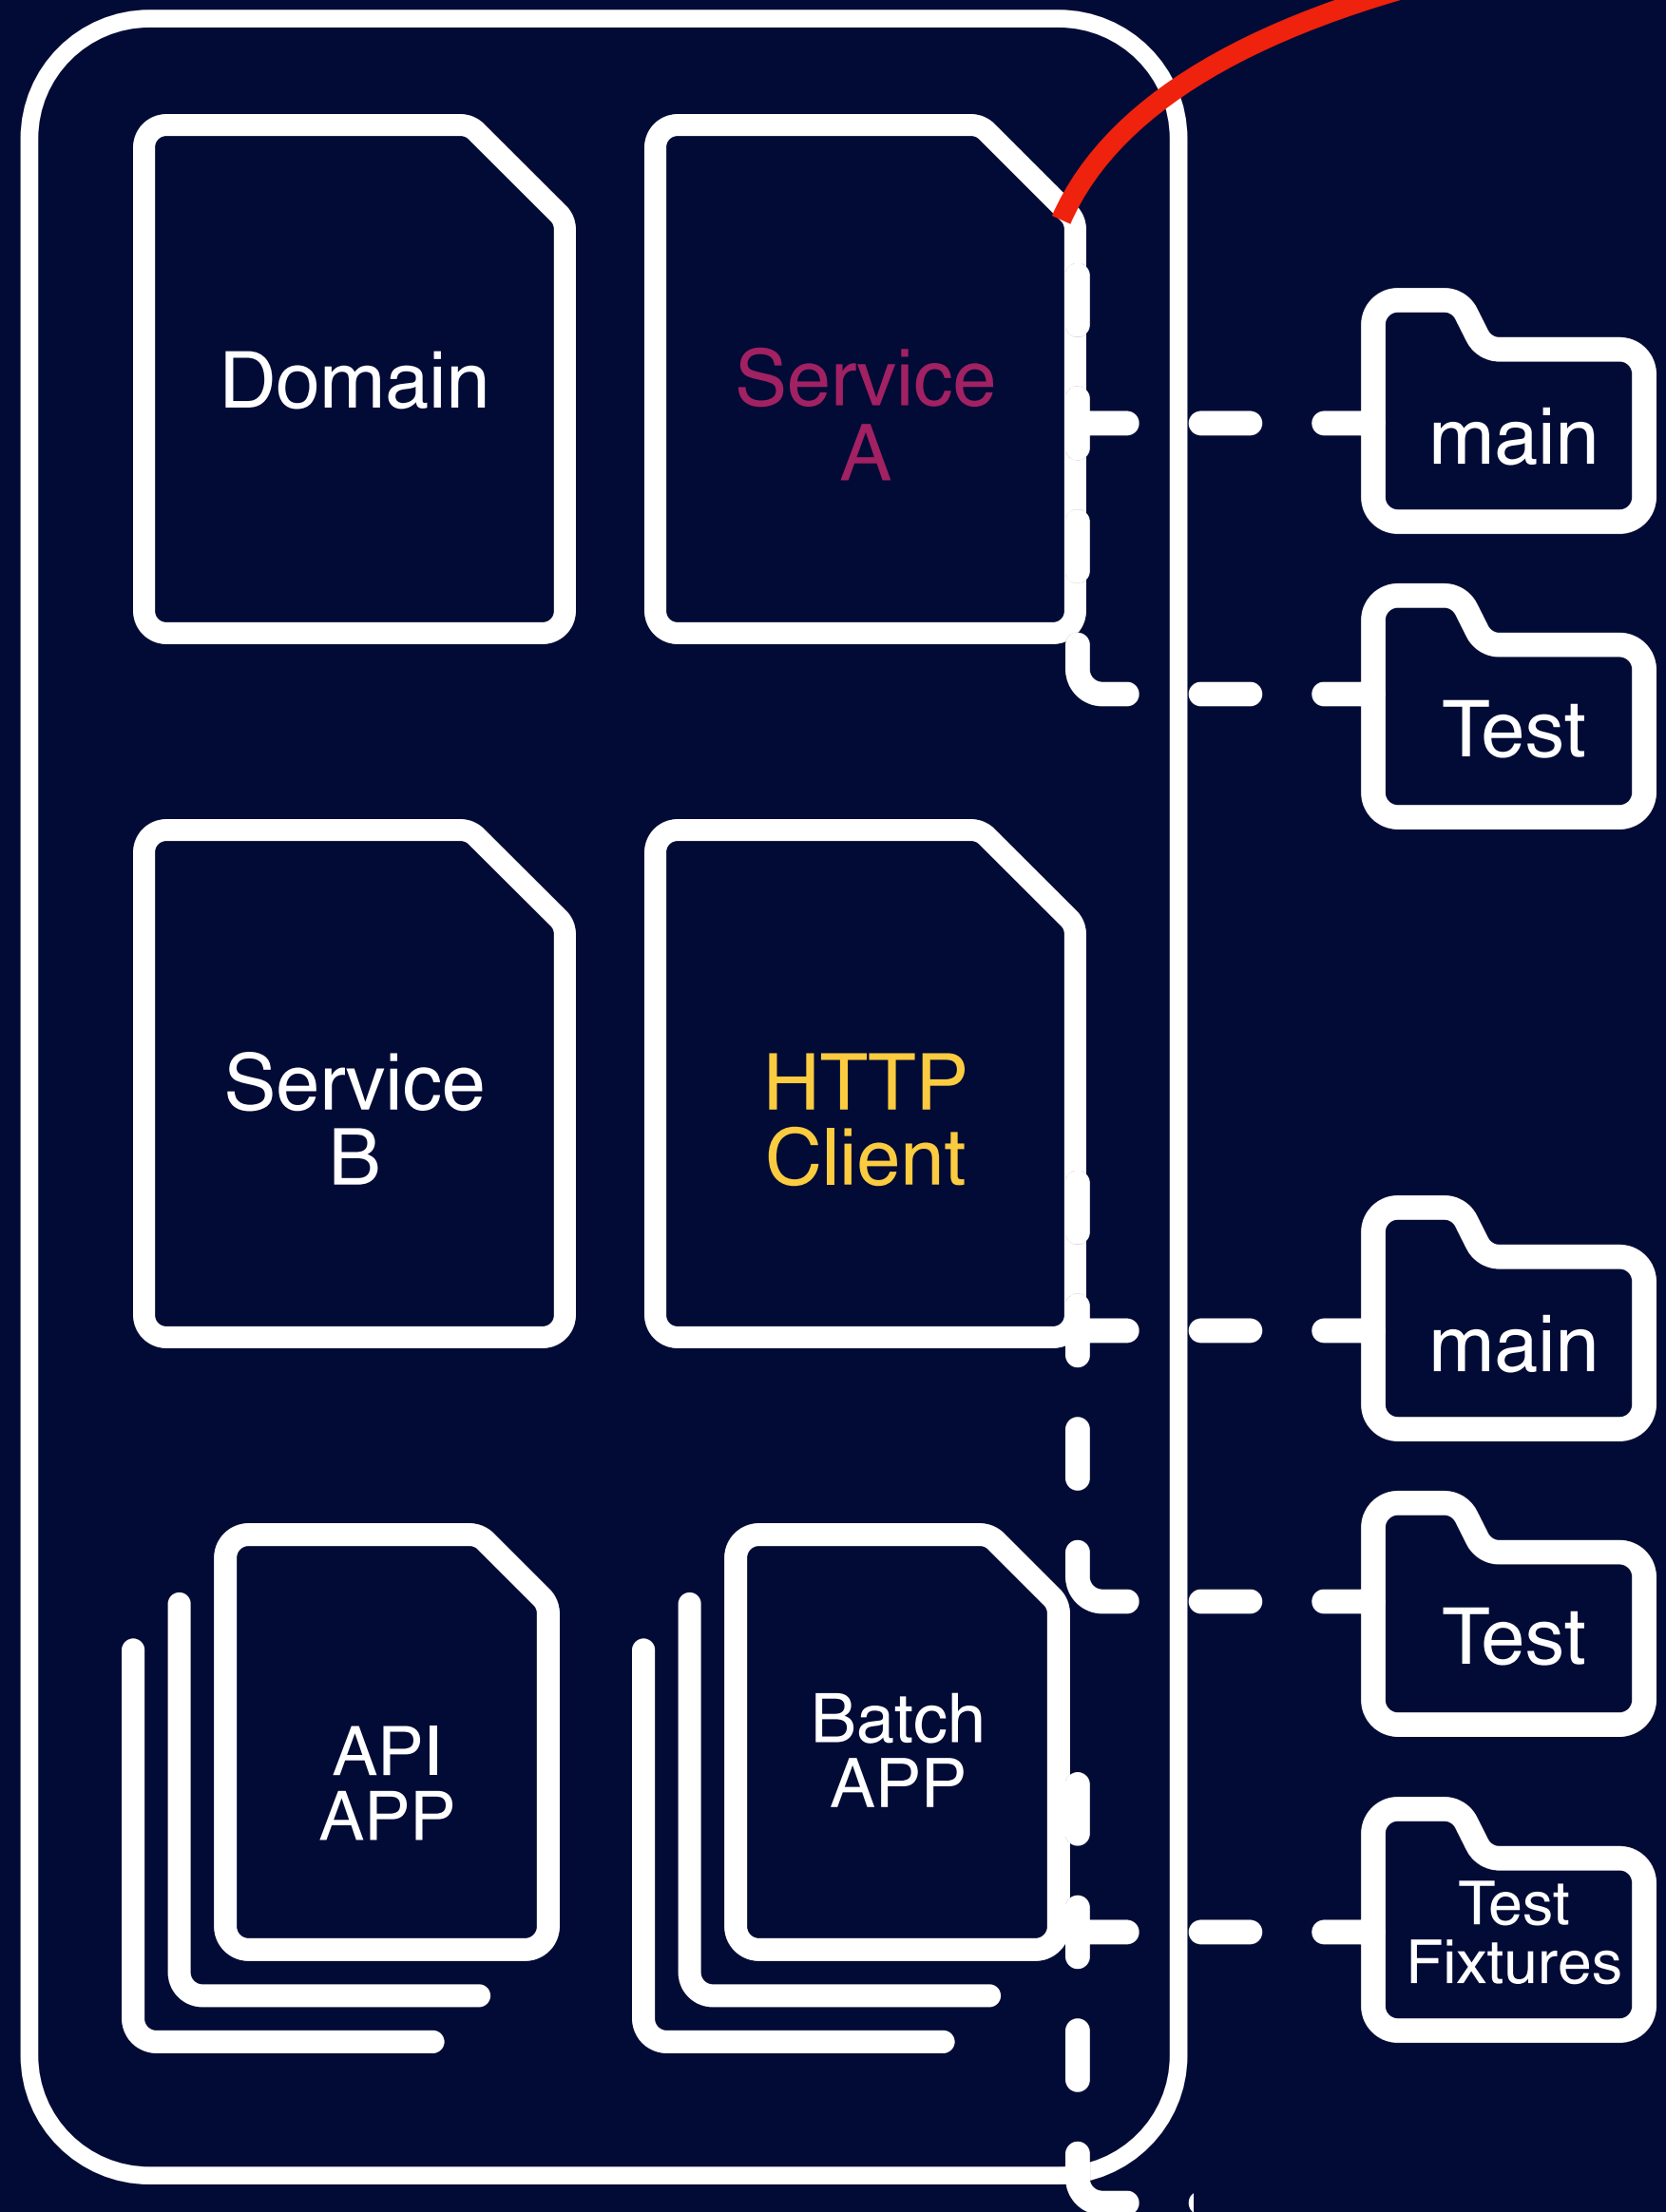 Domain
Service
A
main
Test
Service
B
HTTP
Client
main
Test
API
APP
Batch
APP
Test
Fixtures